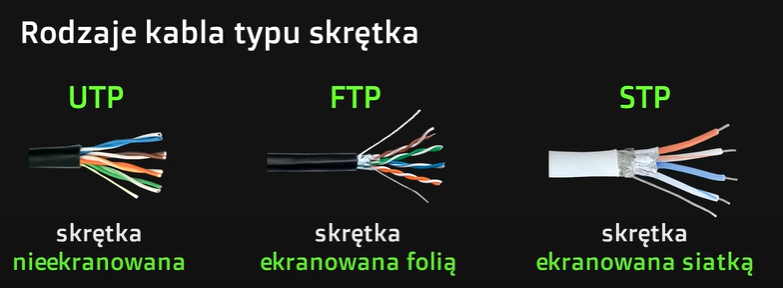 Rodzaje kabla typu skrętka
UTP
FTP
STP
skrętka
nieekranowana
skrętka
ekranowana folią
skrętka
ekranowana siatką